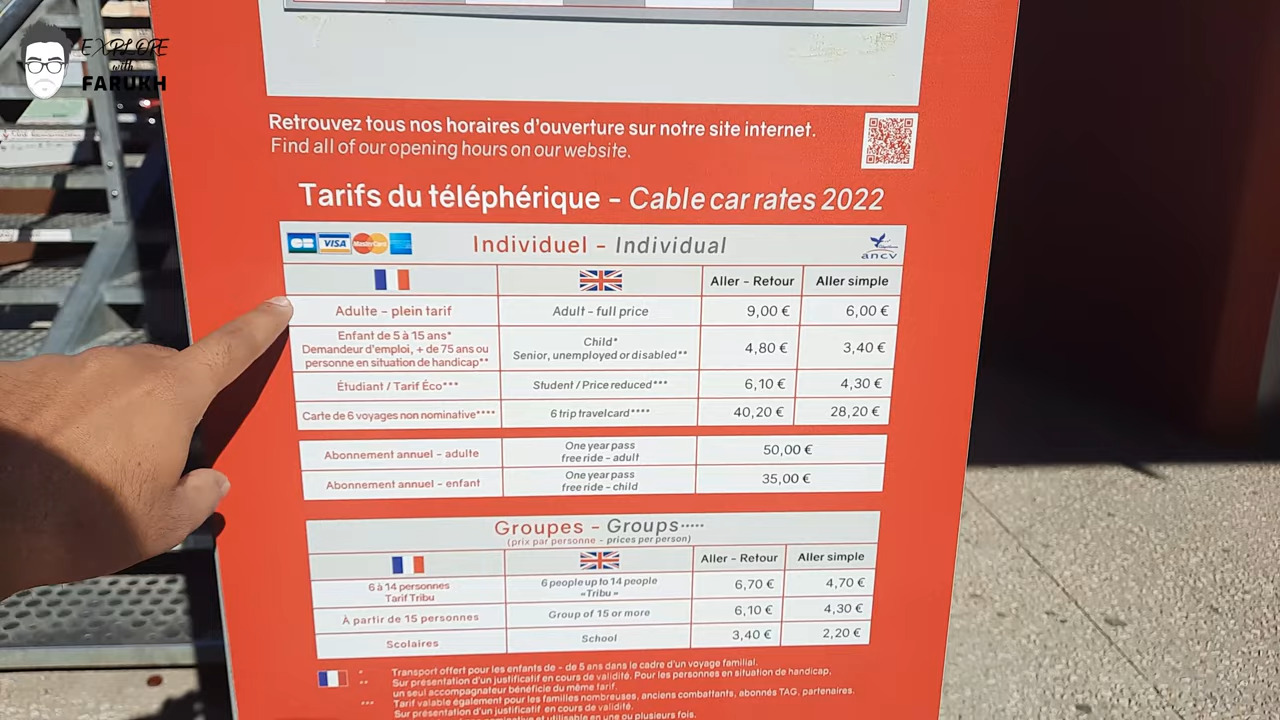 EXPLORE
with
FARUKH
Retrouvez tous nos horaires d'ouverture sur notre site internet.
Find all of our opening hours on our website.
Tarifs du téléphérique - Cable car rates 2022
CB VISA MasterCard Individuel - Individual ancv
Aller - Retour Aller simple
Adulte - plein tarif Adult - full price 9,00 € 6,00 €
Enfant de 5 à 15 ans*
Demandeur d'emploi, + de 75 ans ou
personne en situation de handicap**
Child*
Senior, unemployed or disabled**
4,80 € 3,40 €
Étudiant / Tarif Éco*** Student / Price reduced*** 6,10 € 4,30 €
Carte de 6 voyages non nominative**** 6 trip travelcard**** 40,20 € 28,20 €
Abonnement annuel - adulte
One year pass
free ride - adult
50,00 €
Abonnement annuel - enfant
One year pass
free ride - child
35,00 €
Groupes - Groups*****
(prix par personne - prices per person)
Aller - Retour Aller simple
6 à 14 personnes
Tarif Tribu
6 people up to 14 people
«Tribu»
6,70 € 4,70 €
À partir de 15 personnes Group of 15 or more 6,10 € 4,30 €
Scolaires School 3,40 € 2,20 €
* Transport offert pour les enfants de - de 5 ans dans le cadre d'un voyage familial.
** Sur présentation d'un justificatif en cours de validité. Pour les personnes en situation de handicap,
un seul accompagnateur bénéficie du même tarif.
*** Tarif valable également pour les familles nombreuses, anciens combattants, abonnés TAG, partenaires.
Sur présentation d'un justificatif en cours de validité.
nominative et utilisable en une ou plusieurs fois.